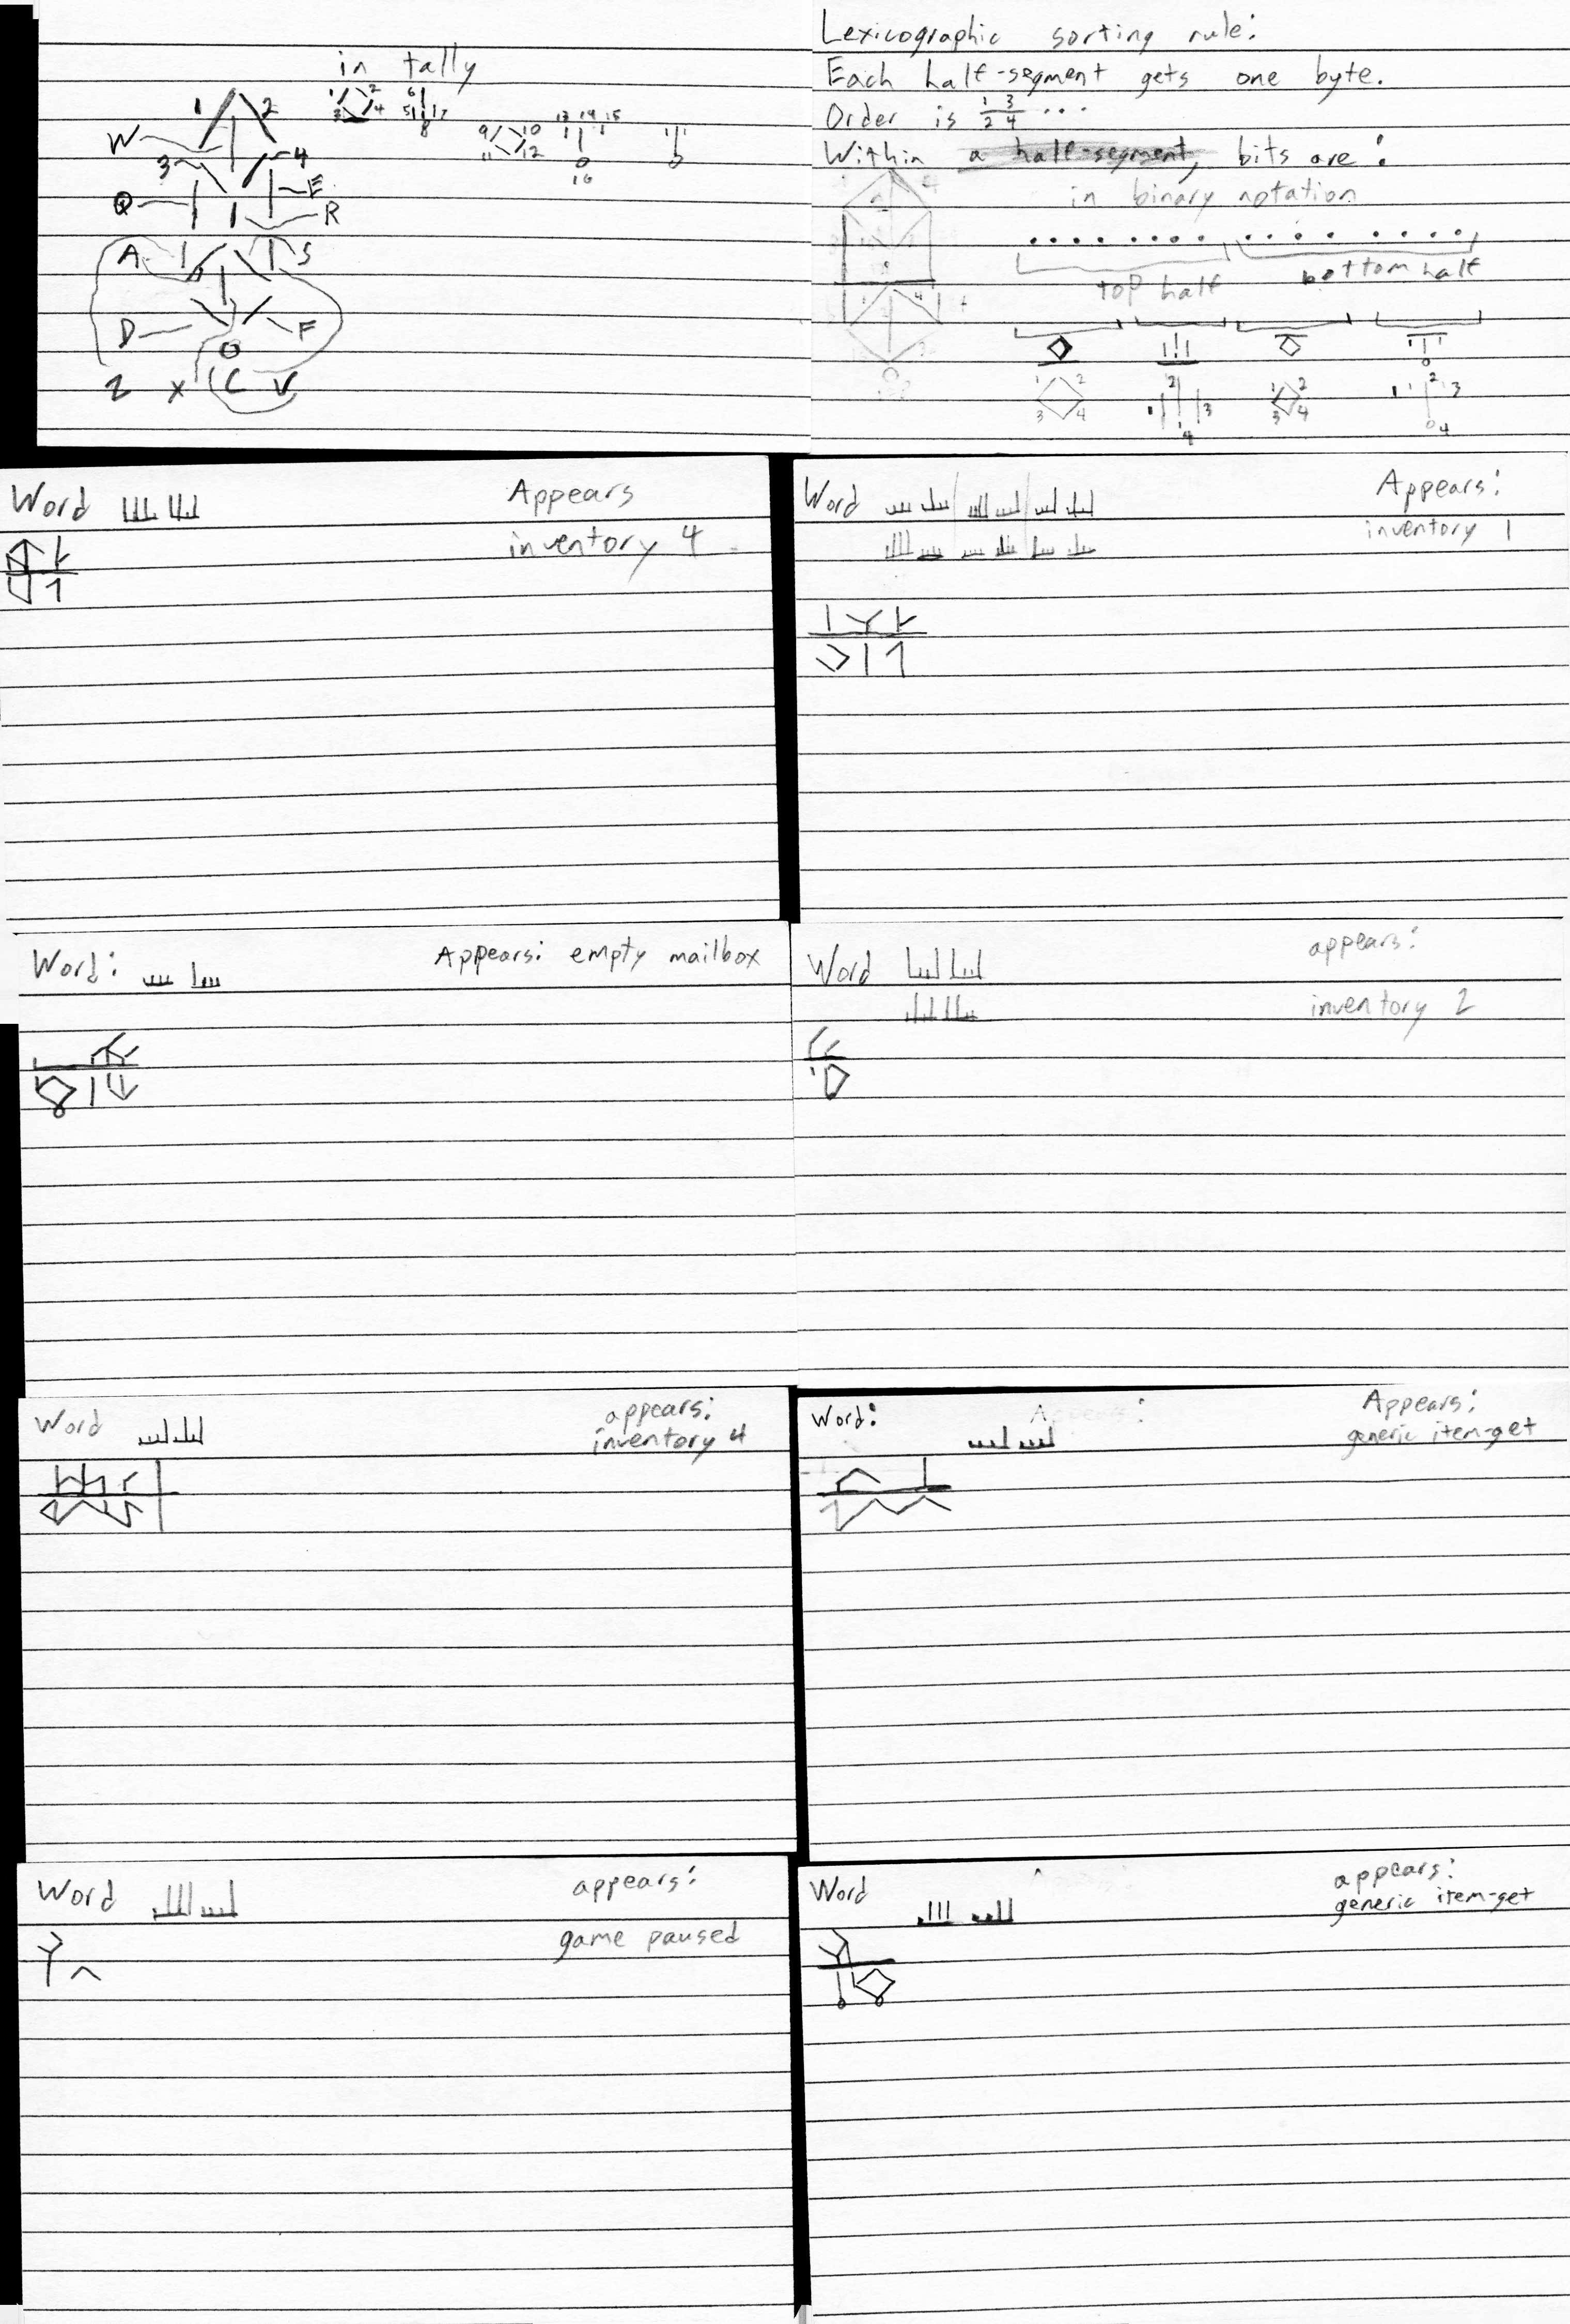 in tally
1 2 6
3 4 5 7
8
9 10 13 14 15
11 12
16
1 2
W
3 4
E
Q R
A S
D F
Z X C V
Lexicographic sorting rule:
Each half-segment gets one byte.
Order is 1/2 3/4 ...
Within a half-segment, bits are:
in binary notation
top half bottom half
1 2 2 1 2 2
3 4 1 3 3 4 1 3
4 4
Word Appears
inventory 4
Word Appears:
inventory 1
Word: Appears: empty mailbox
Word appears:
inventory 2
Word appears:
inventory 4
Word: Appears: Appears:
generic item-get
Word appears:
game paused
Word appears:
generic item-get